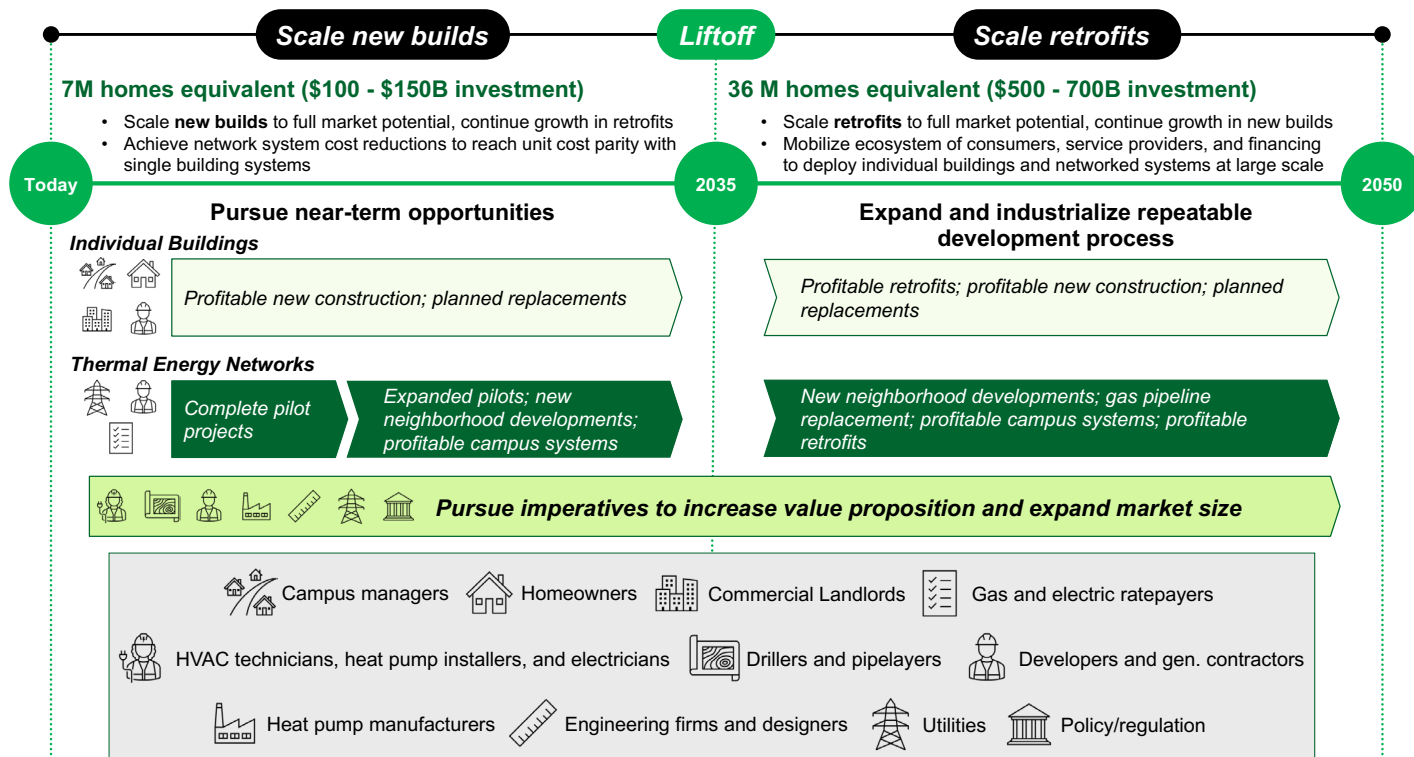 Scale new builds
Liftoff
Scale retrofits
7M homes equivalent ($100 - $150B investment)
• Scale new builds to full market potential, continue growth in retrofits
• Achieve network system cost reductions to reach unit cost parity with
single building systems
36 M homes equivalent ($500 - 700B investment)
• Scale retrofits to full market potential, continue growth in new builds
• Mobilize ecosystem of consumers, service providers, and financing
to deploy individual buildings and networked systems at large scale
Today
2035
2050
Pursue near-term opportunities
Expand and industrialize repeatable
development process
Individual Buildings
Profitable new construction; planned replacements
Profitable retrofits; profitable new construction; planned
replacements
Thermal Energy Networks
Complete pilot
projects
Expanded pilots; new
neighborhood developments;
profitable campus systems
New neighborhood developments; gas pipeline
replacement; profitable campus systems; profitable
retrofits
Pursue imperatives to increase value proposition and expand market size
Campus managers
Homeowners
Commercial Landlords
Gas and electric ratepayers
HVAC technicians, heat pump installers, and electricians
Drillers and pipelayers
Developers and gen. contractors
Heat pump manufacturers
Engineering firms and designers
Utilities
Policy/regulation